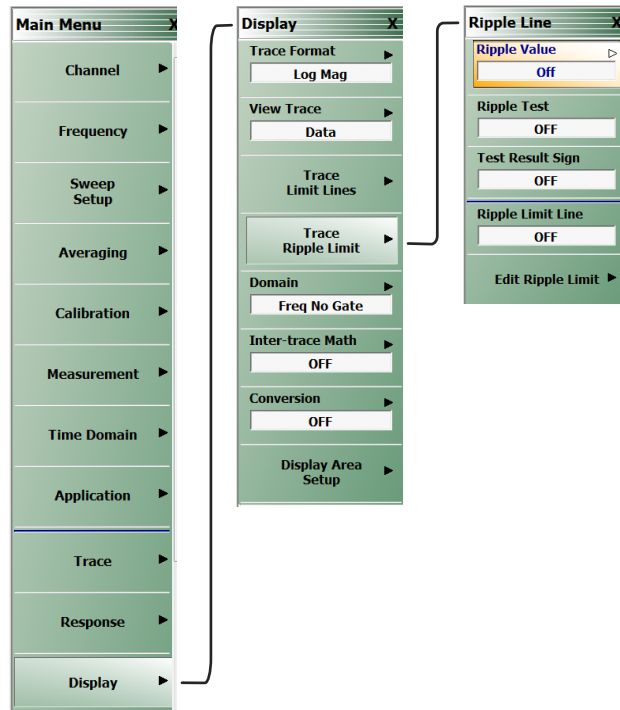 Main Menu X
Channel
Frequency
Sweep
Setup
Averaging
Calibration
Measurement
Time Domain
Application
Trace
Response
Display
Display X
Trace Format
Log Mag
View Trace
Data
Trace
Limit Lines
Trace
Ripple Limit
Domain
Freq No Gate
Inter-trace Math
OFF
Conversion
OFF
Display Area
Setup
Ripple Line X
Ripple Value
Off
Ripple Test
OFF
Test Result Sign
OFF
Ripple Limit Line
OFF
Edit Ripple Limit